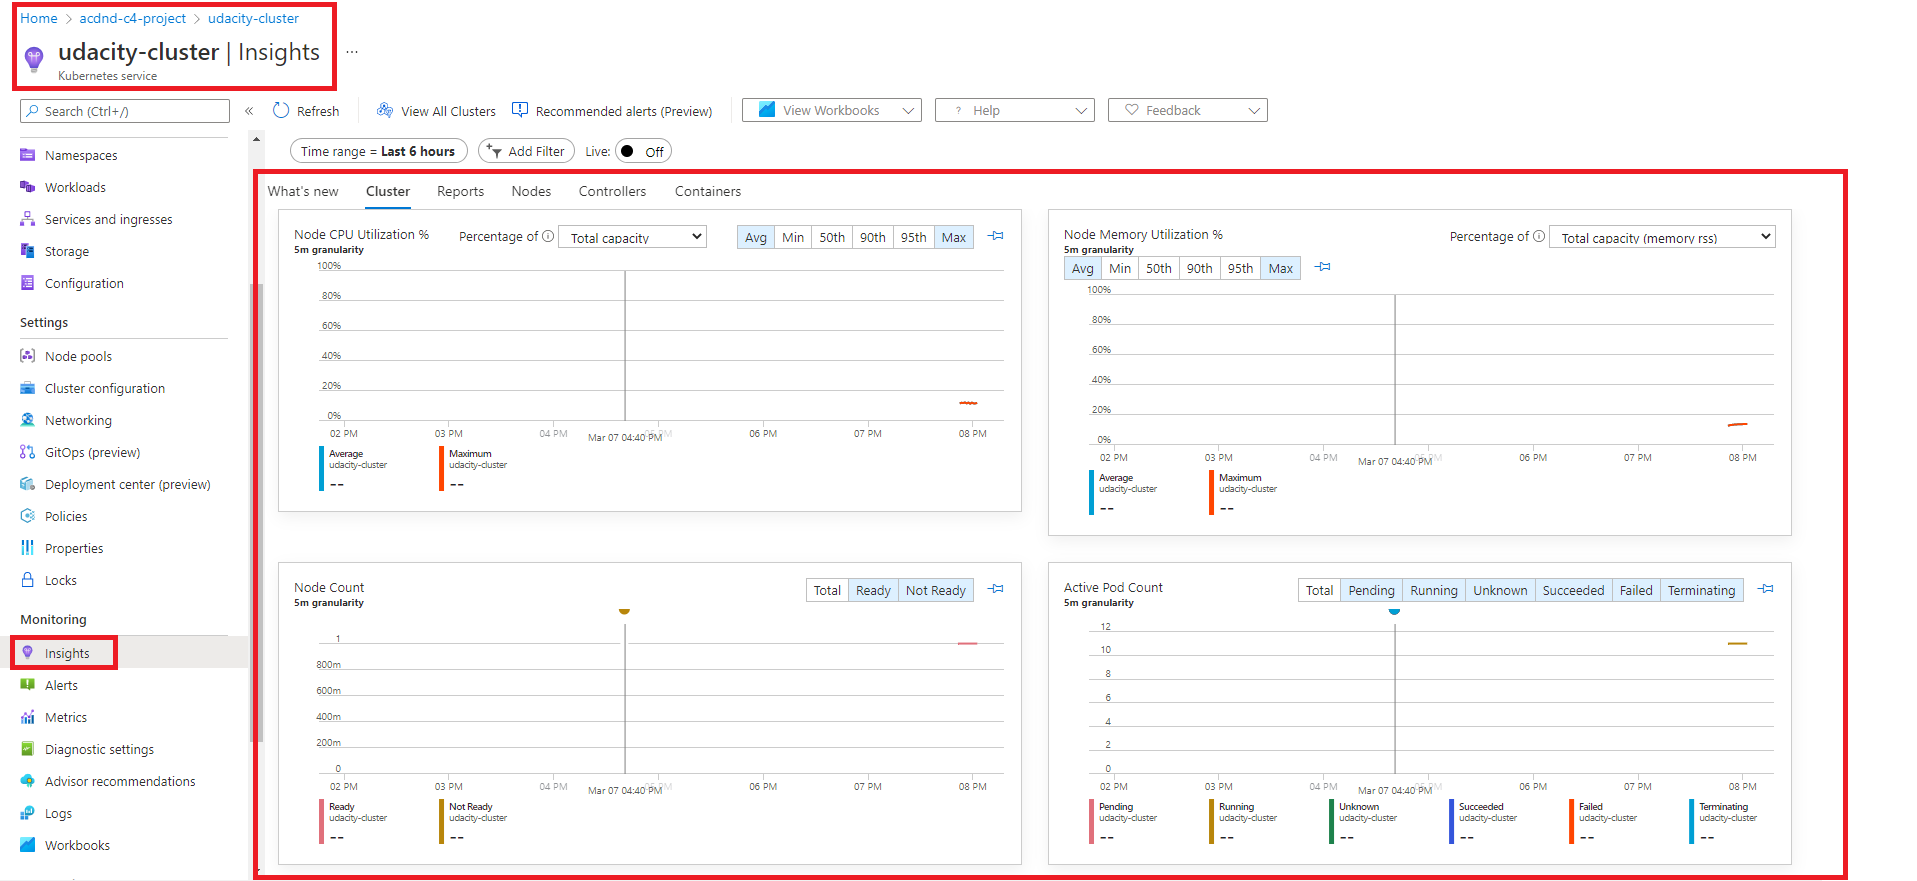 Home > acdnd-c4-project > udacity-cluster
udacity-cluster | Insights ...
Kubernetes service
Search (Ctrl+/)
«
Refresh
View All Clusters
Recommended alerts (Preview)
View Workbooks
? Help
Feedback
Time range = Last 6 hours
Add Filter
Live: Off
Namespaces
Workloads
Services and ingresses
Storage
Configuration
Settings
Node pools
Cluster configuration
Networking
GitOps (preview)
Deployment center (preview)
Policies
Properties
Locks
Monitoring
Insights
Alerts
Metrics
Diagnostic settings
Advisor recommendations
Logs
Workbooks
What's new Cluster Reports Nodes Controllers Containers
Node CPU Utilization %
5m granularity
Percentage of Total capacity
Avg Min 50th 90th 95th Max
100%
80%
60%
40%
20%
0%
02 PM 03 PM 04 PM Mar 07 04:40 PM 06 PM 07 PM 08 PM
Average
udacity-cluster
--
Maximum
udacity-cluster
--
Node Memory Utilization %
5m granularity
Percentage of Total capacity (memory rss)
Avg Min 50th 90th 95th Max
100%
80%
60%
40%
20%
0%
02 PM 03 PM 04 PM Mar 07 04:40 PM 06 PM 07 PM 08 PM
Average
udacity-cluster
--
Maximum
udacity-cluster
--
Node Count
5m granularity
Total Ready Not Ready
1
800m
600m
400m
200m
0
02 PM 03 PM 04 PM Mar 07 04:40 PM 06 PM 07 PM 08 PM
Ready
udacity-cluster
--
Not Ready
udacity-cluster
--
Active Pod Count
5m granularity
Total Pending Running Unknown Succeeded Failed Terminating
12
10
8
6
4
2
0
02 PM 03 PM 04 PM Mar 07 04:40 PM 06 PM 07 PM 08 PM
Pending
udacity-cluster
--
Running
udacity-cluster
--
Unknown
udacity-cluster
--
Succeeded
udacity-cluster
--
Failed
udacity-cluster
--
Terminating
udacity-cluster
--